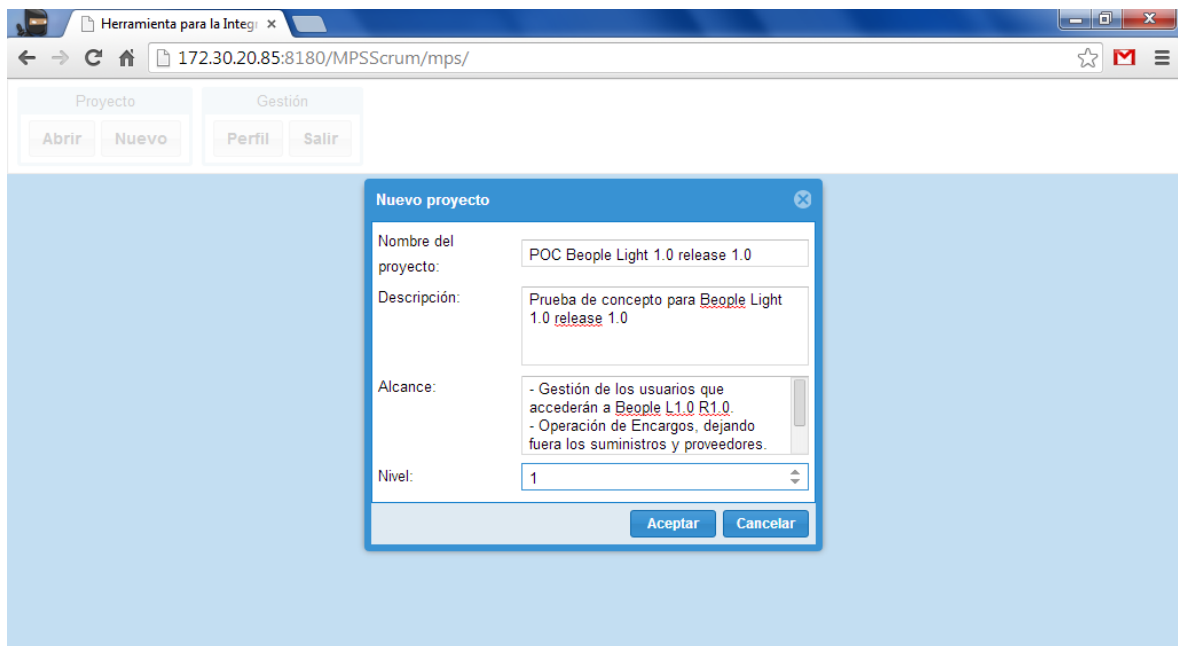 Herramienta para la Integr
172.30.20.85:8180/MPSScrum/mps/
Proyecto
Gestión
Abrir
Nuevo
Perfil
Salir
Nuevo proyecto
Nombre del
proyecto:
POC Beople Light 1.0 release 1.0
Descripción:
Prueba de concepto para Beople Light
1.0 release 1.0
Alcance:
- Gestión de los usuarios que
accederán a Beople L1.0 R1.0.
- Operación de Encargos, dejando
fuera los suministros y proveedores.
Nivel:
1
Aceptar
Cancelar